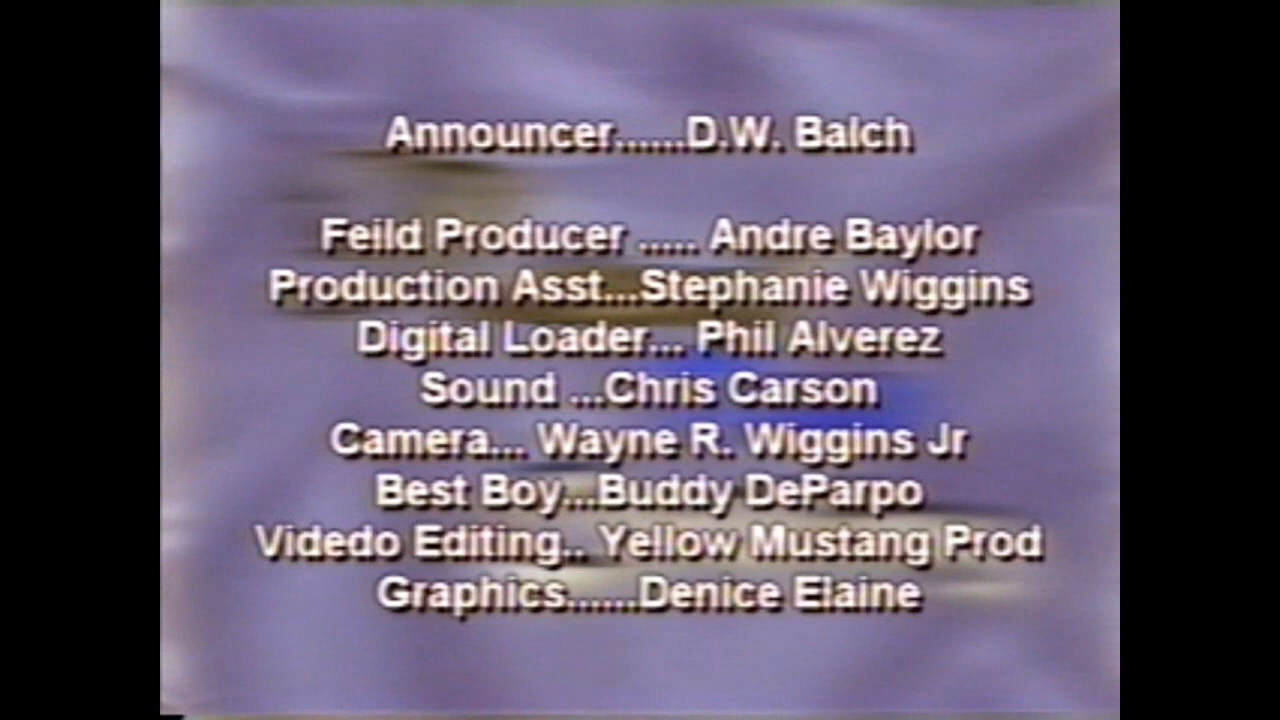 Announcer......D.W. Balch
Feild Producer ..... Andre Baylor
Production Asst...Stephanie Wiggins
Digital Loader... Phil Alverez
Sound ...Chris Carson
Camera... Wayne R. Wiggins Jr
Best Boy...Buddy DeParpo
Videdo Editing.. Yellow Mustang Prod
Graphics......Denice Elaine